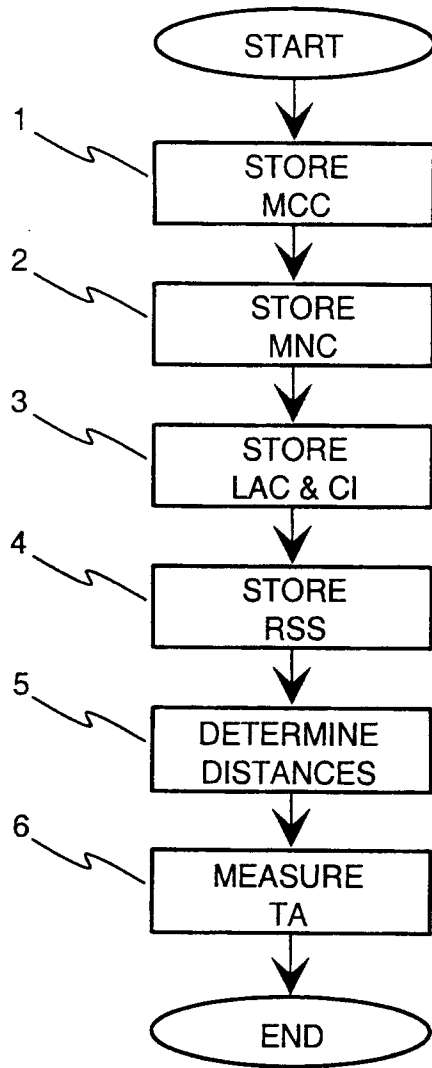 START
1
STORE
MCC
2
STORE
MNC
3
STORE
LAC & CI
4
STORE
RSS
5
DETERMINE
DISTANCES
6
MEASURE
TA
END